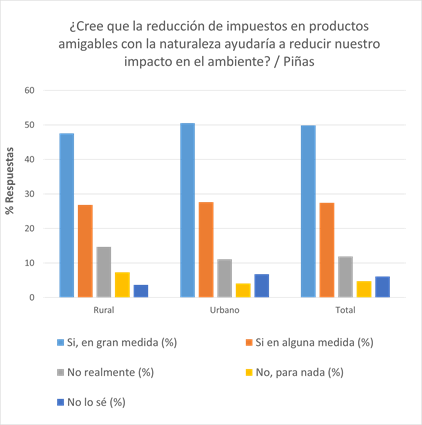 ¿Cree que la reducción de impuestos en productos
amigables con la naturaleza ayudaría a reducir nuestro
impacto en el ambiente? / Piñas
% Respuestas
60
50
40
30
20
10
0
Rural
Urbano
Total
Si, en gran medida (%)
Si en alguna medida (%)
No realmente (%)
No, para nada (%)
No lo sé (%)